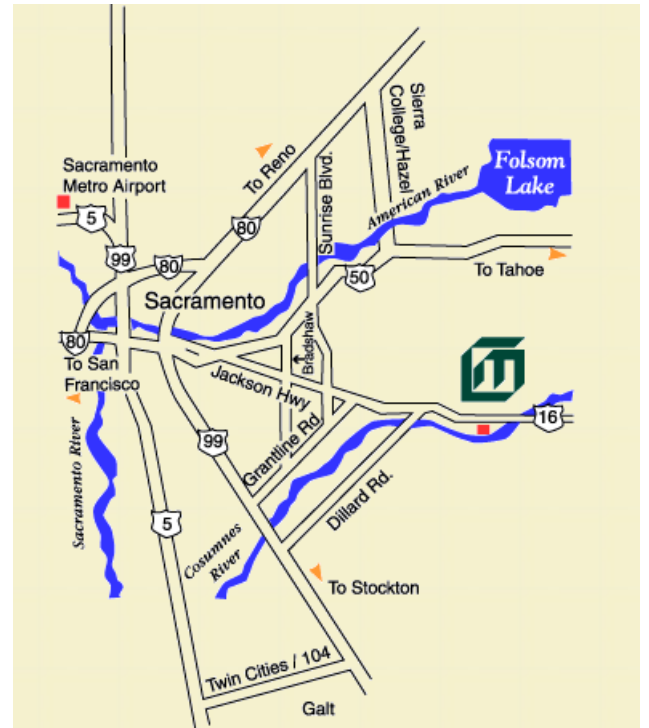 Sierra
College/Hazel
To Reno
Sunrise Blvd.
American River
Folsom
Lake
Sacramento
Metro Airport
5
80
99
80
50
To Tahoe
Sacramento
80
Bradshaw
To San
Francisco
Jackson Hwy
16
99
Grantline Rd.
Sacramento River
5
Dillard Rd.
Cosumnes
River
To Stockton
Twin Cities / 104
Galt